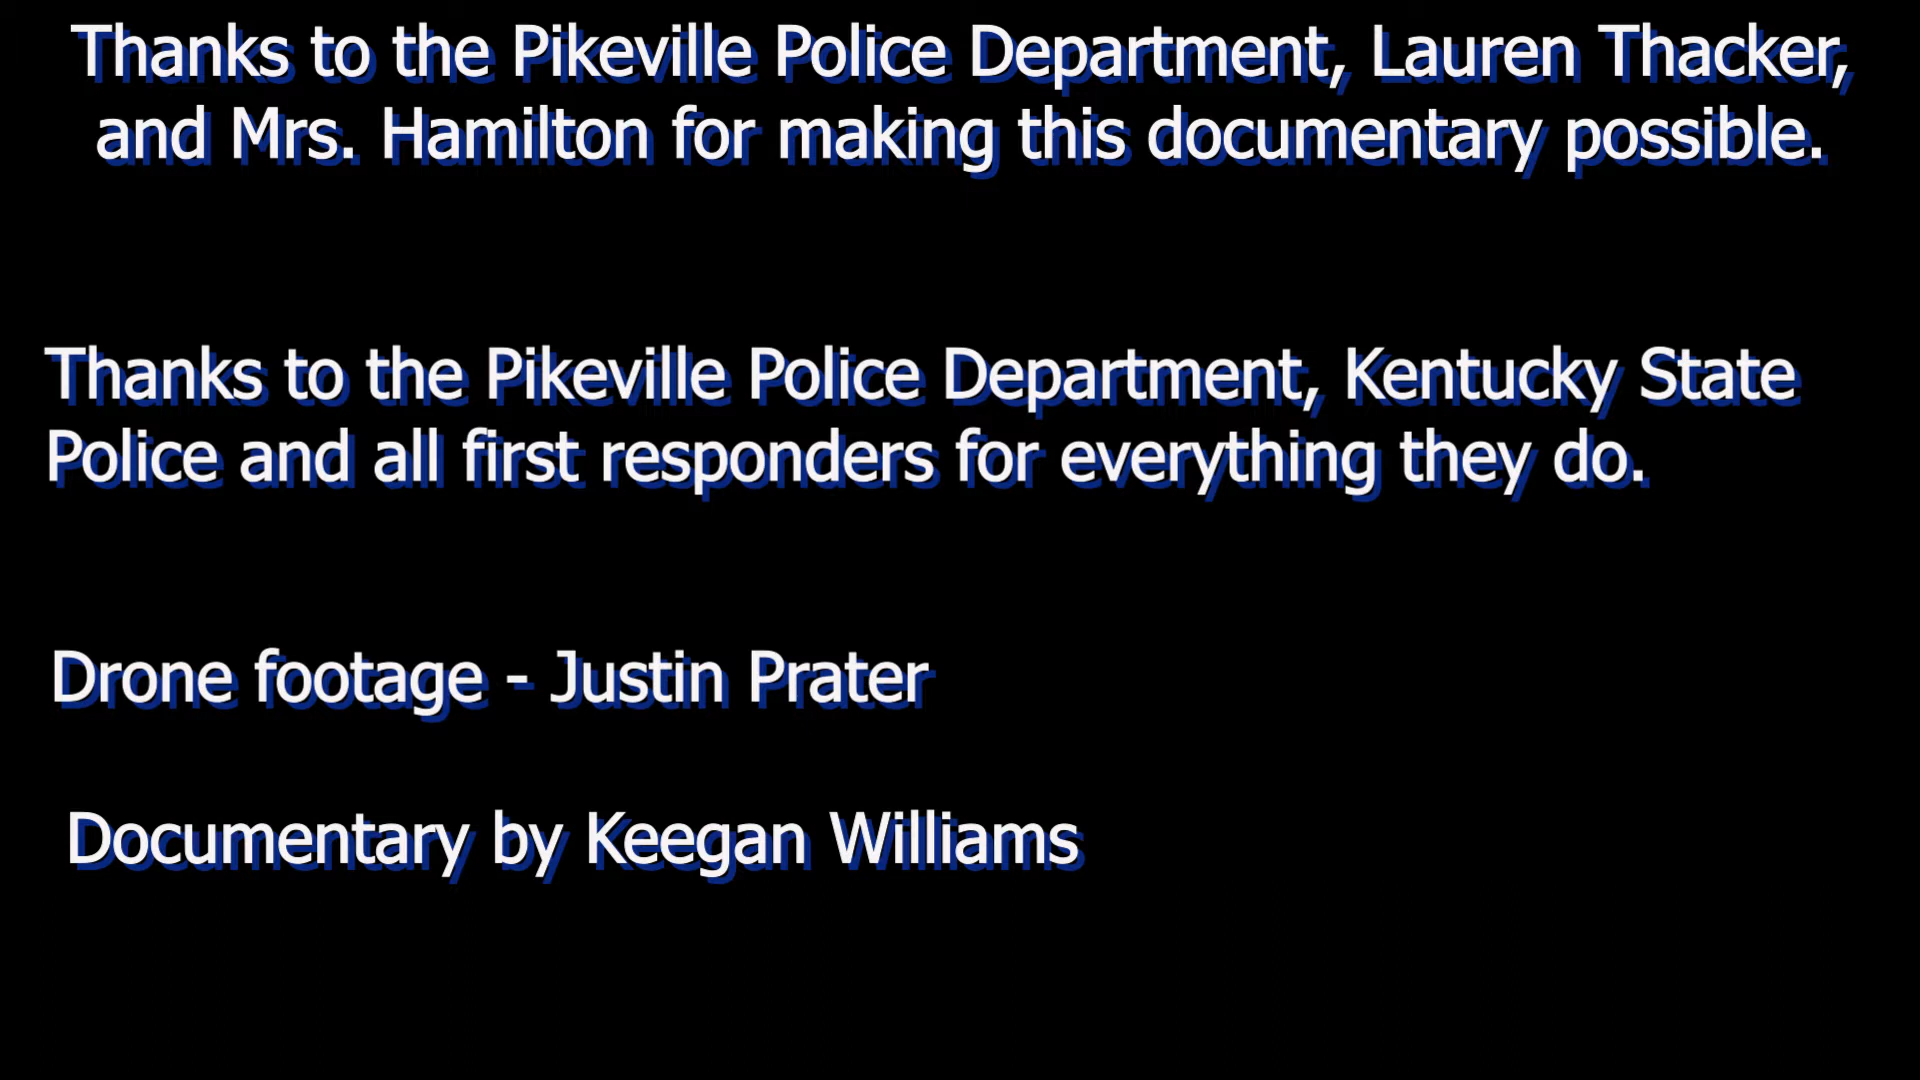 Thanks to the Pikeville Police Department, Lauren Thacker,
and Mrs. Hamilton for making this documentary possible.
Thanks to the Pikeville Police Department, Kentucky State
Police and all first responders for everything they do.
Drone footage - Justin Prater
Documentary by Keegan Williams